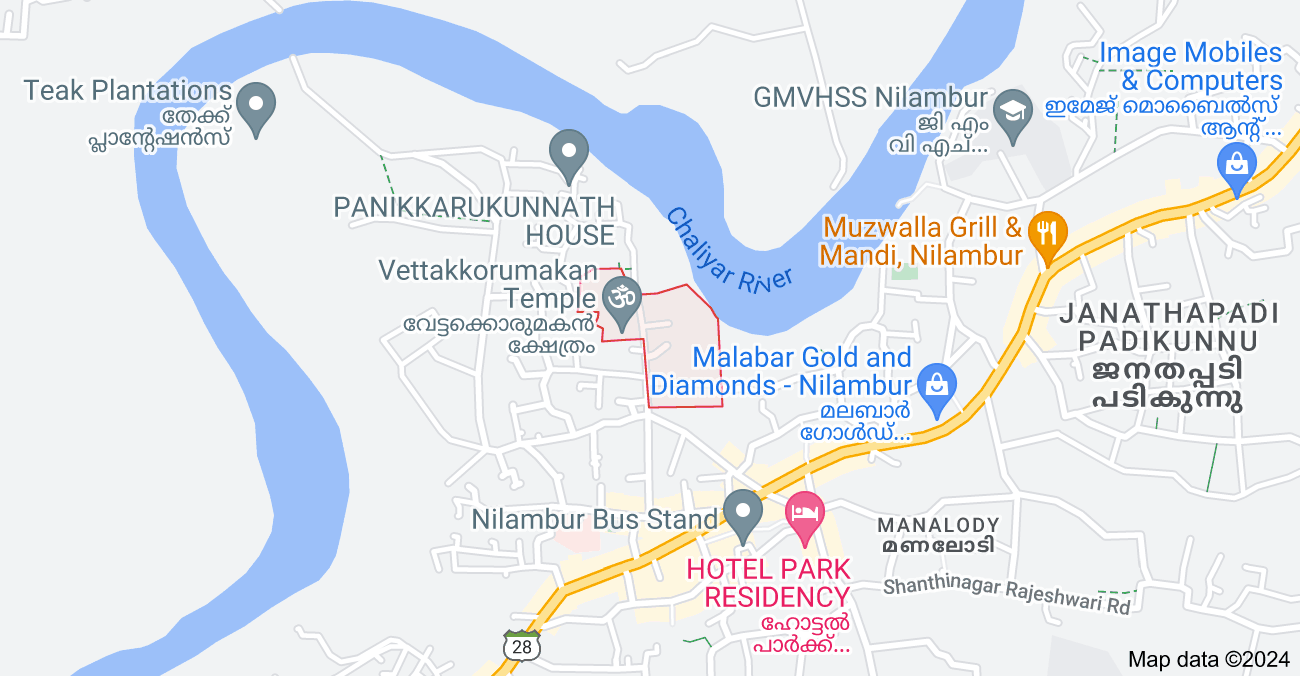 Teak Plantations
തേക്ക്
പ്ലാന്റേഷൻസ്
PANIKKARUKUNNATH
HOUSE
Vettakkorumakan
Temple
വേട്ടക്കൊരുമകൻ
ക്ഷേത്രം
Chaliyar River
GMVHSS Nilambur
ജി എം
വി എച്...
Image Mobiles
& Computers
ഇമേജ് മൊബൈൽസ്
ആന്റ് ...
Muzwalla Grill &
Mandi, Nilambur
JANATHAPADI
PADIKUNNU
ജനതപ്പടി
പടികുന്നു
Malabar Gold and
Diamonds - Nilambur
മലബാർ
ഗോൾഡ്...
Nilambur Bus Stand
HOTEL PARK
RESIDENCY
ഹോട്ടൽ
പാർക്ക്...
MANALODY
മണലോടി
Shanthinagar Rajeshwari Rd
28
Map data ©2024